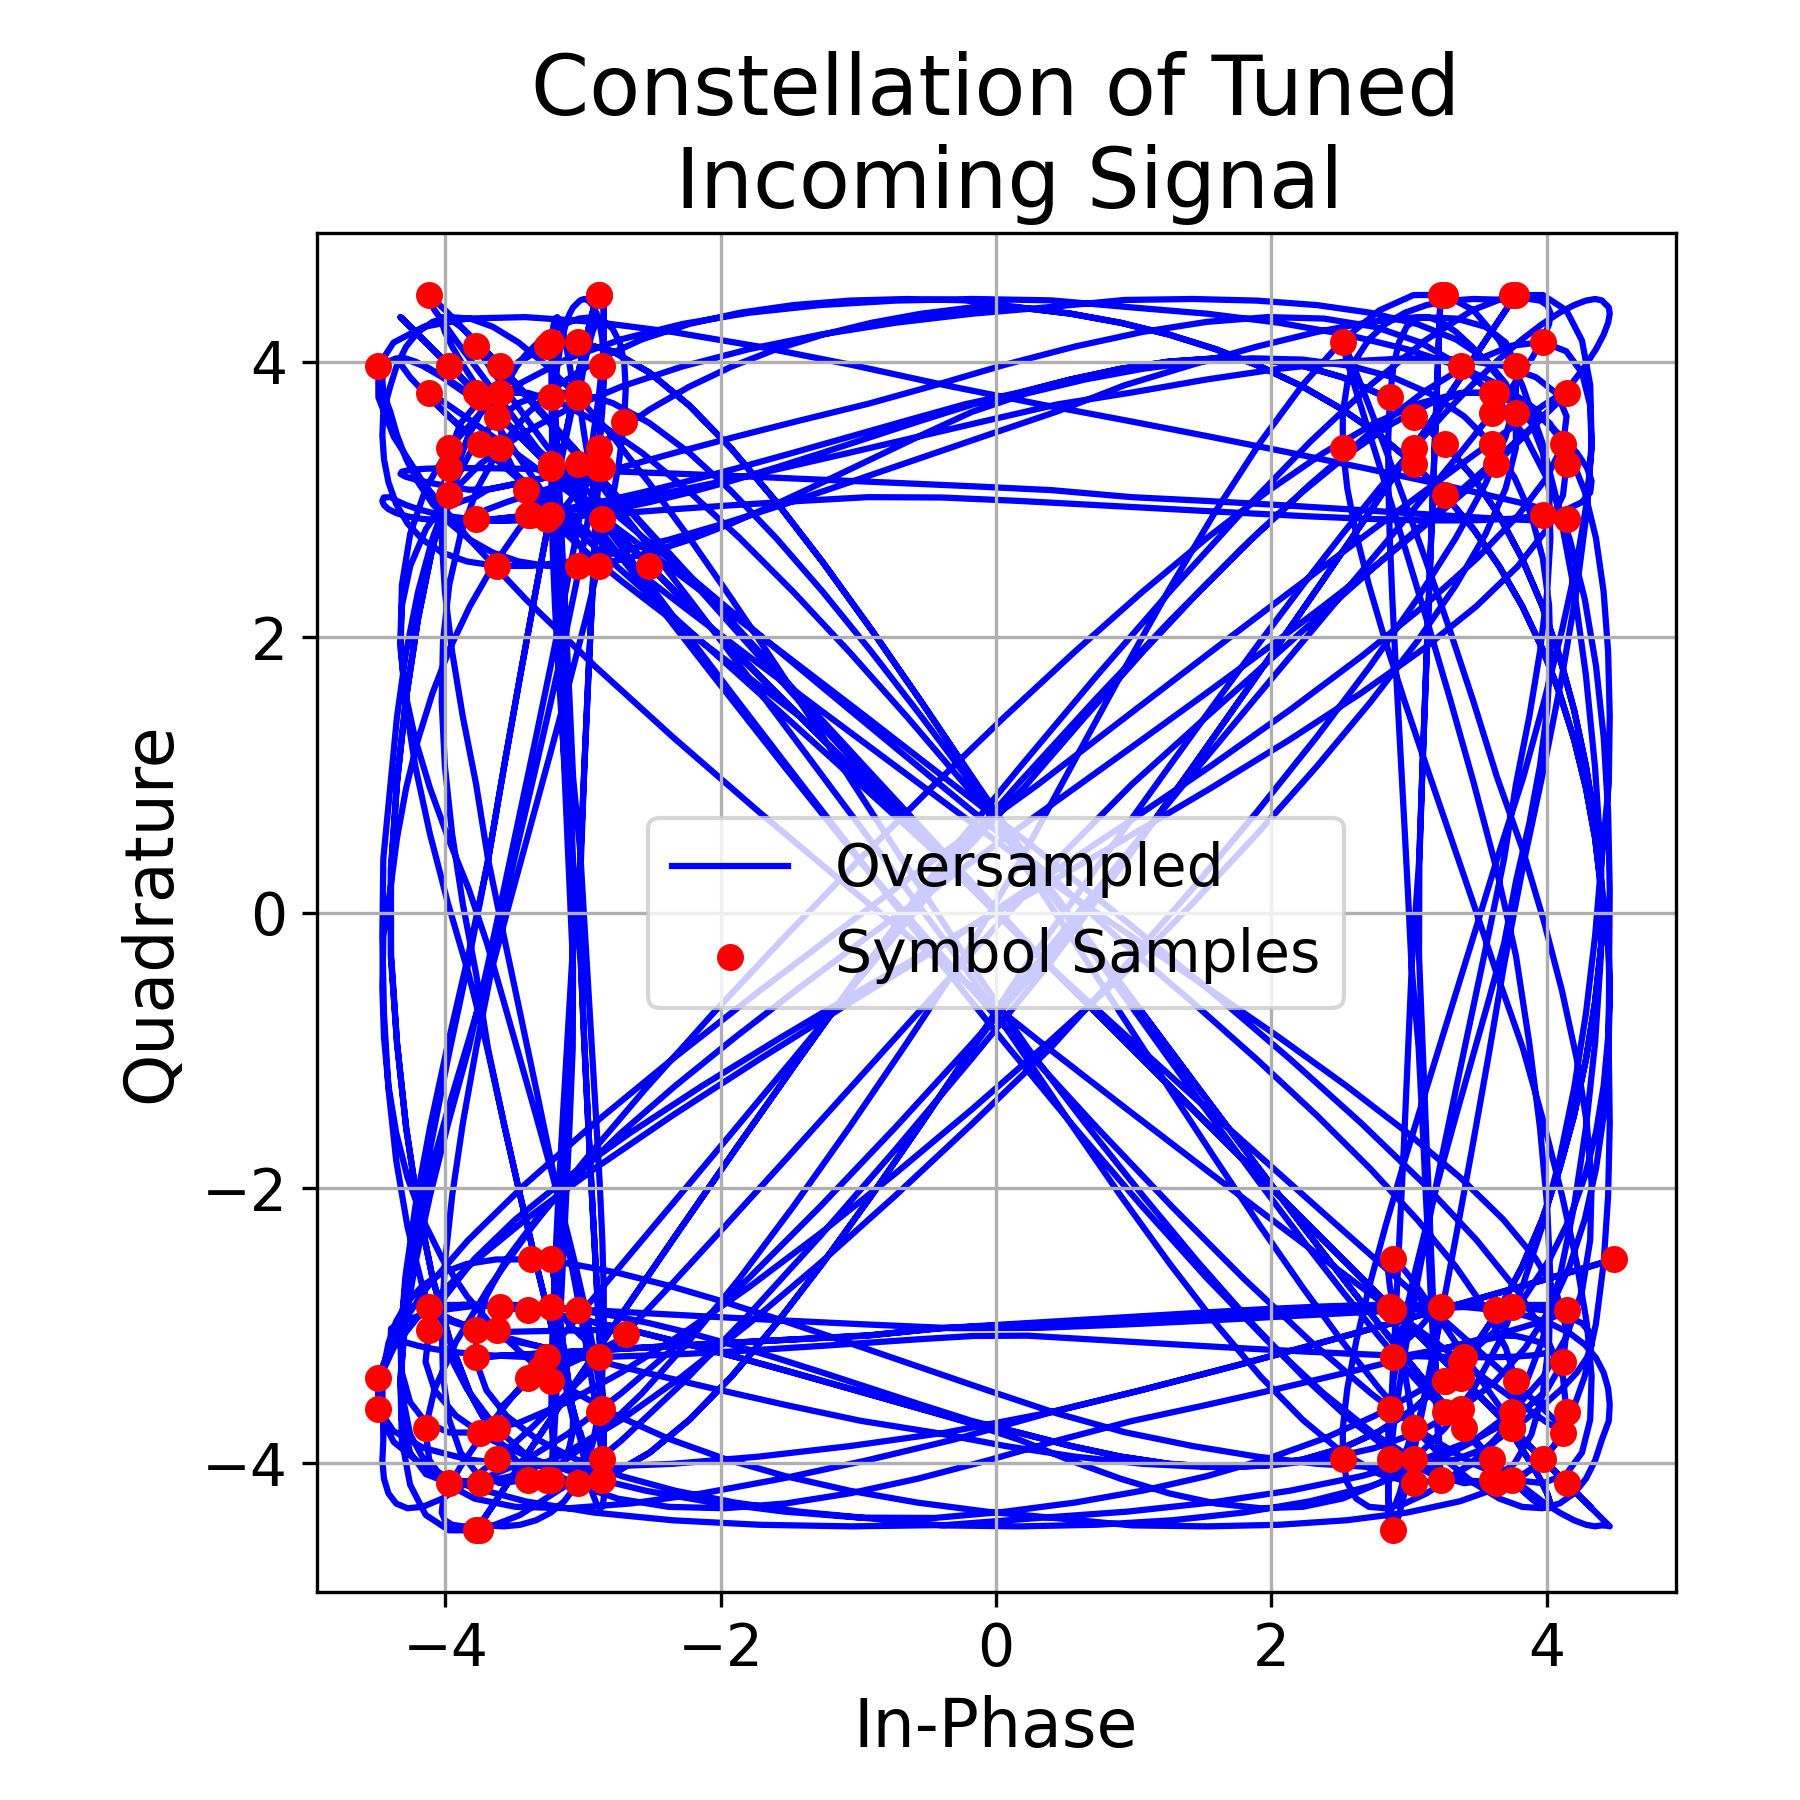 Constellation of Tuned
Incoming Signal
4
2
0
−2
−4
Quadrature
Oversampled
Symbol Samples
−4
−2
0
2
4
In-Phase